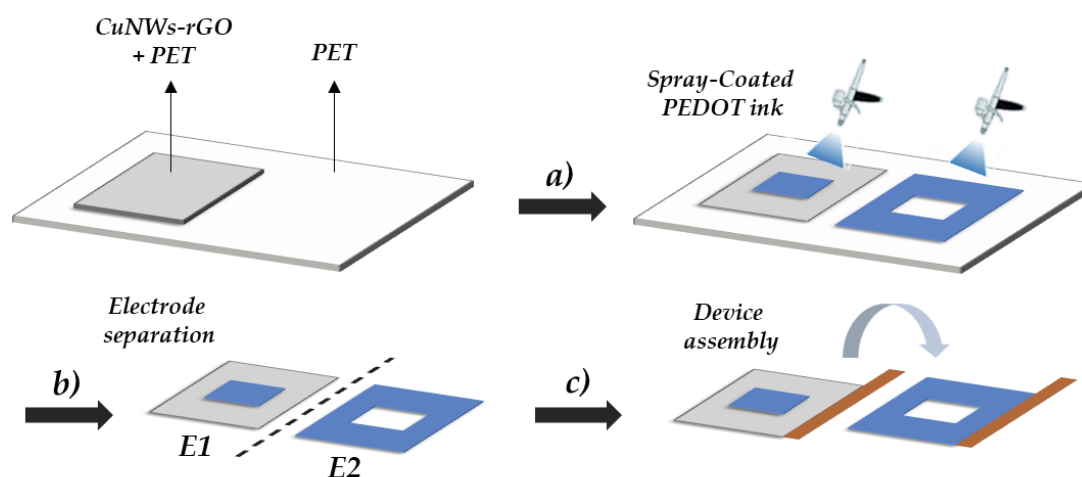 CuNWs-rGO
+ PET
PET
Spray-Coated
PEDOT ink
a)
Electrode
separation
Device
assembly
b)
c)
E1
E2